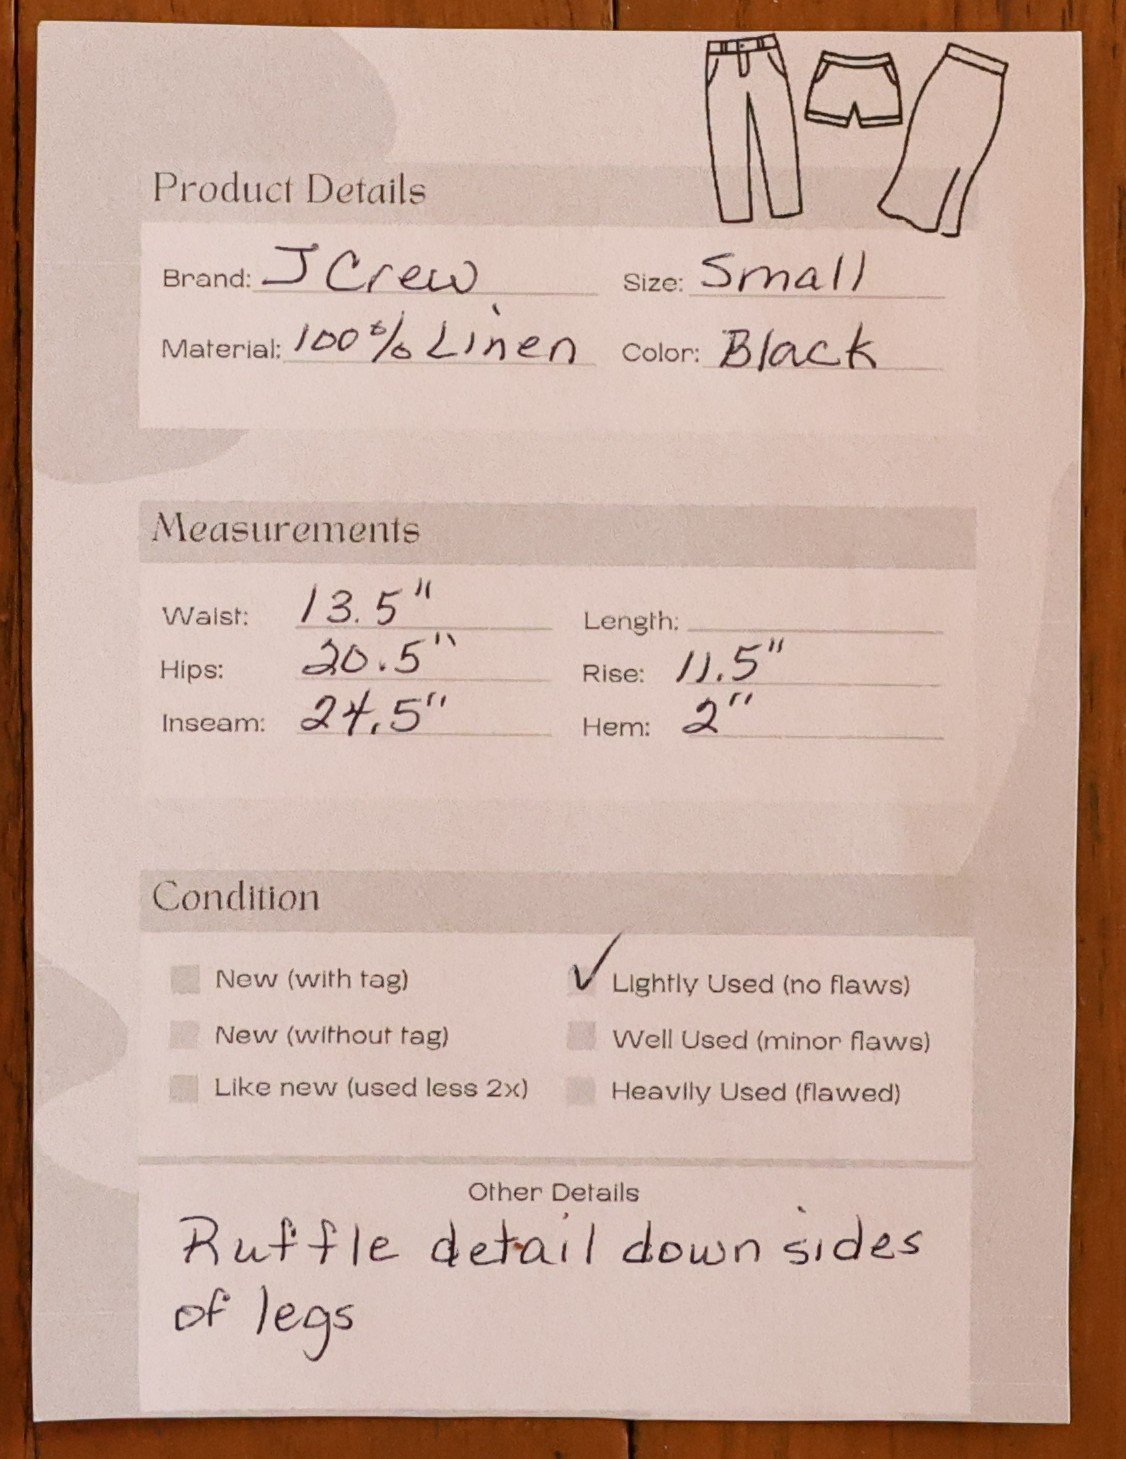 Product Details
Brand: J Crew Size: Small
Material: 100% Linen Color: Black
Measurements
Waist: 13.5" Length:
Hips: 20.5" Rise: 11.5"
Inseam: 24.5" Hem: 2"
Condition
New (with tag) ✓ Lightly Used (no flaws)
New (without tag) Well Used (minor flaws)
Like new (used less 2x) Heavily Used (flawed)
Other Details
Ruffle detail down sides
of legs